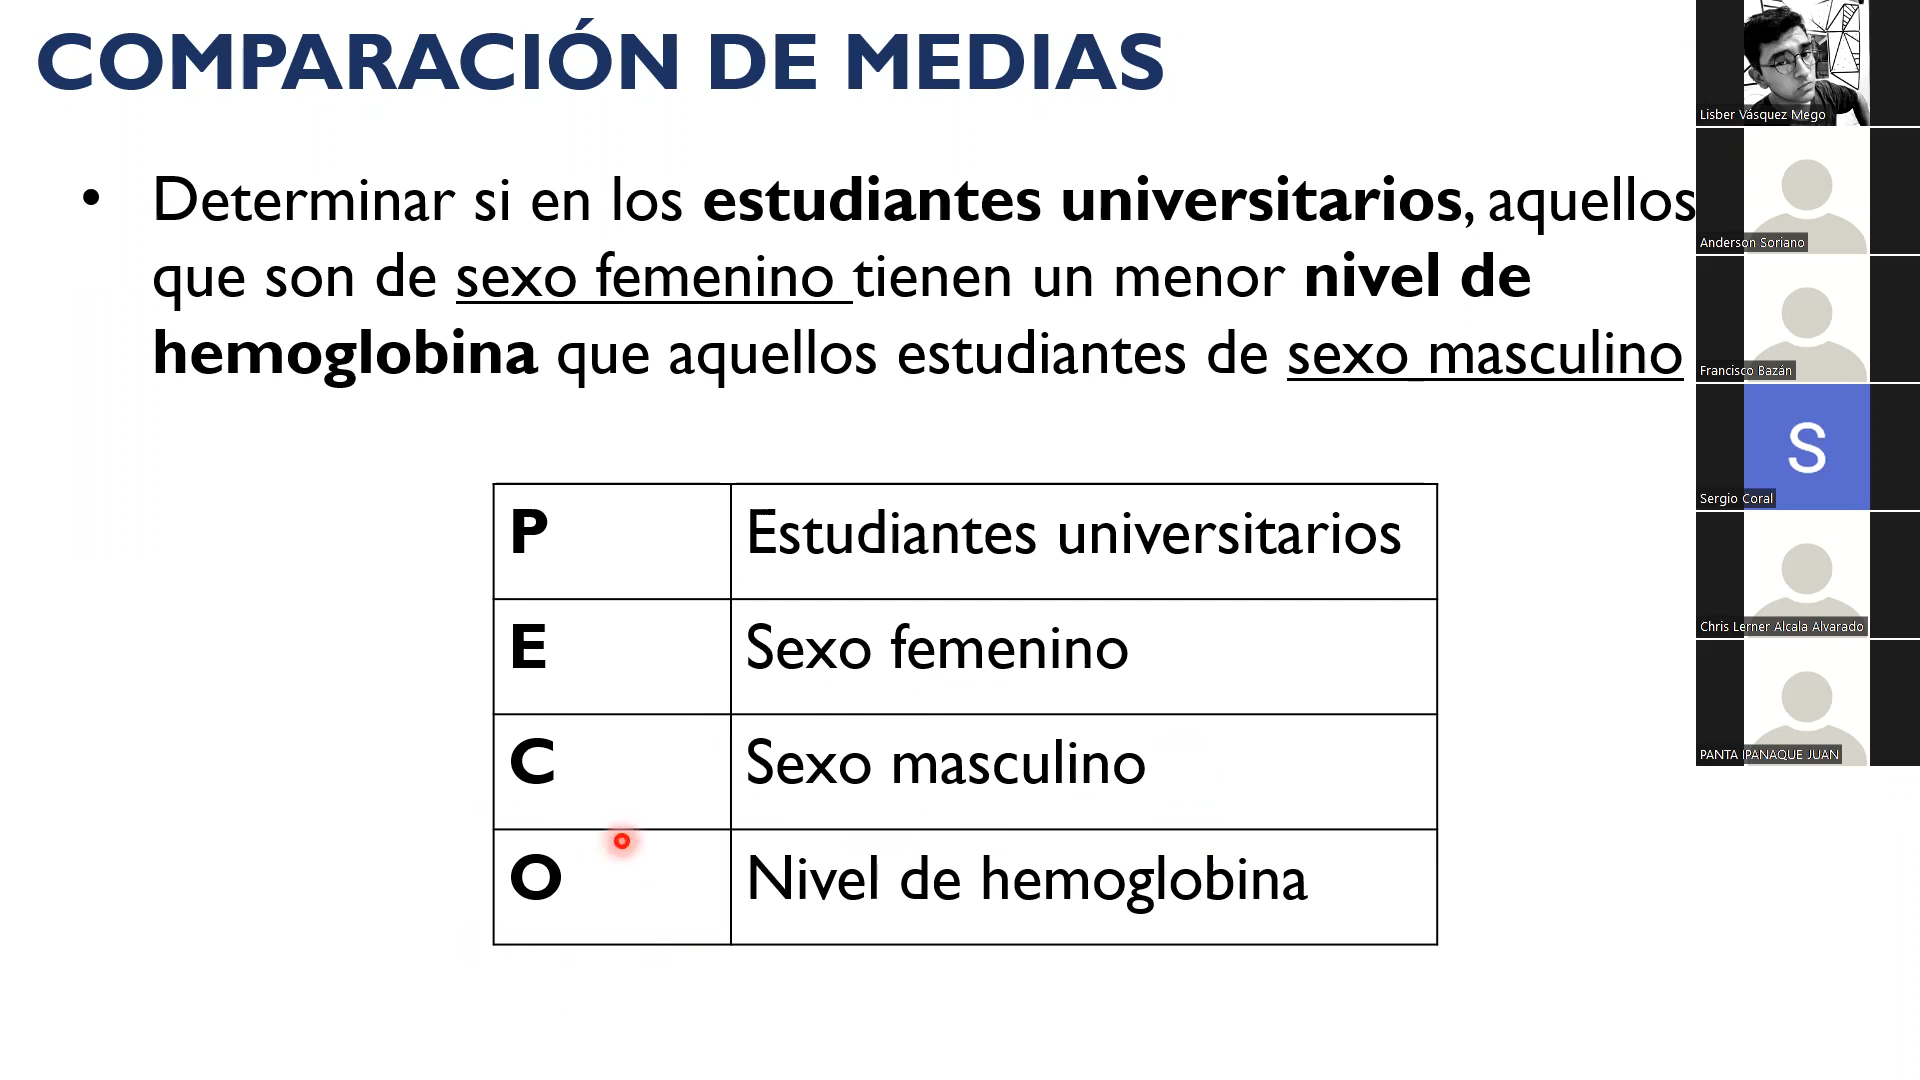 COMPARACIÓN DE MEDIAS
• Determinar si en los estudiantes universitarios, aquellos
que son de sexo femenino tienen un menor nivel de
hemoglobina que aquellos estudiantes de sexo masculino
P Estudiantes universitarios
E Sexo femenino
C Sexo masculino
O Nivel de hemoglobina
Lisber Vásquez Mego
Anderson Soriano
Francisco Bazán
S
Sergio Coral
Chris Lerner Alcala Alvarado
PANTA IPANAQUE JUAN